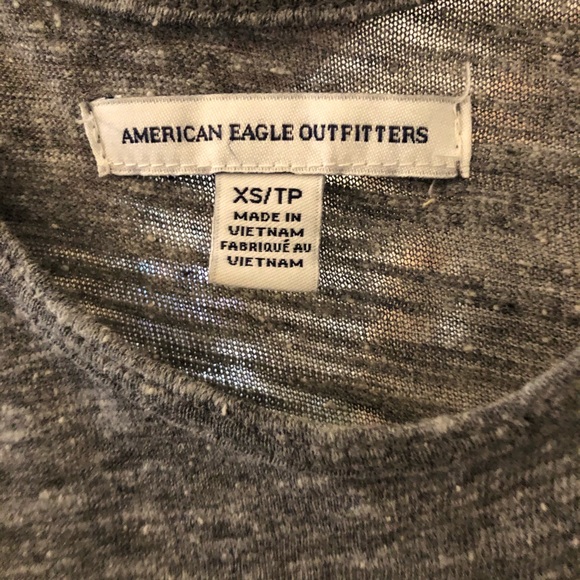 AMERICAN EAGLE OUTFITTERS
XS/TP
MADE IN
VIETNAM
FABRIQUÉ AU
VIETNAM